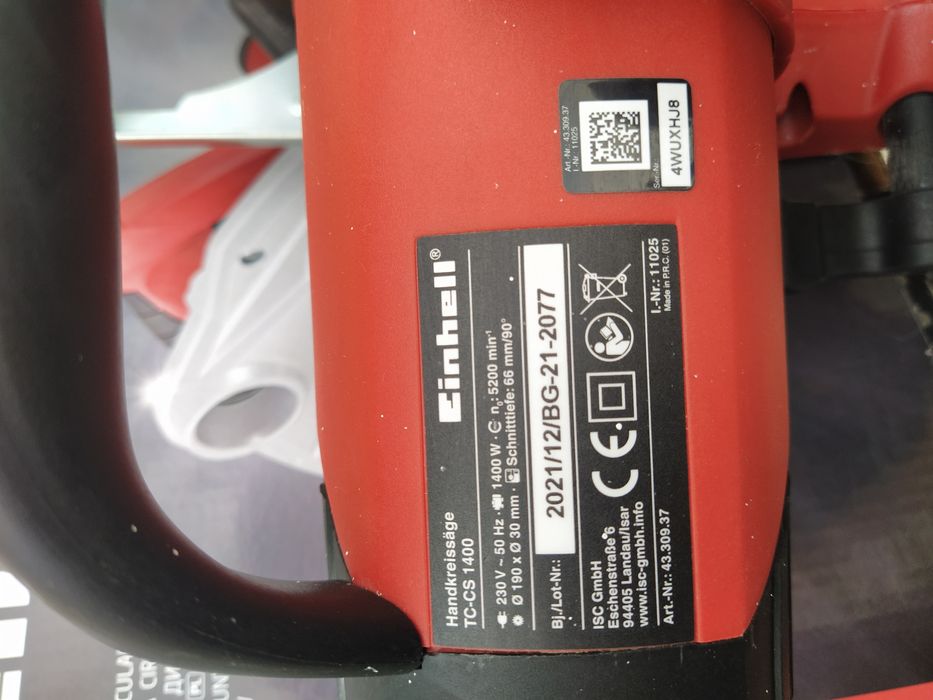 Art.-Nr.: 43.309.37
I.-Nr.: 11025
Ser.-Nr.:
4WUXHJ8
Einhell®
Handkreissäge
TC-CS 1400
230 V ~ 50 Hz · 1400 W · n₀: 5200 min⁻¹
Ø 190 x Ø 30 mm · Schnitttiefe: 66 mm/90°
Bj./Lot-Nr.: 2021/12/BG-21-2077
CE
ISC GmbH
Eschenstraße 6
94405 Landau/Isar
www.isc-gmbh.info
Art.-Nr.: 43.309.37
I.-Nr.: 11025
Made in P.R.C. (01)